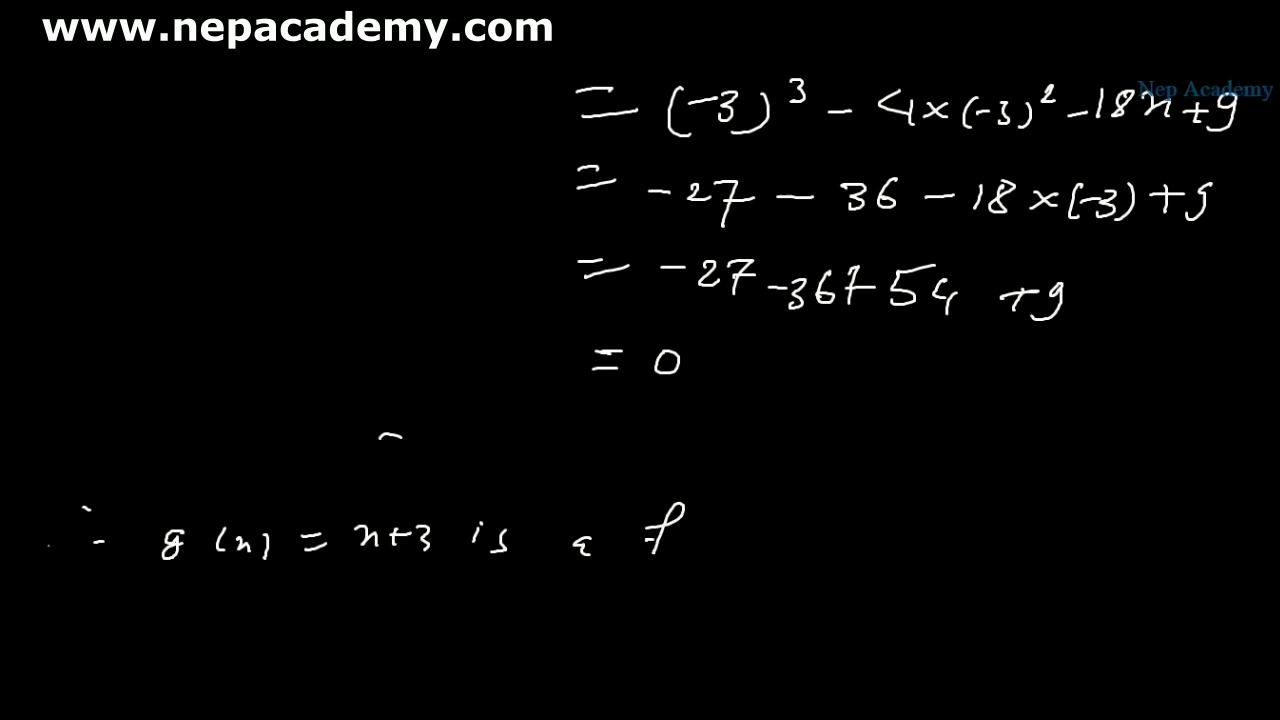 www.nepacademy.com
Nep Academy
= (-3)³ - 4×(-3)² - 18x+9
= -27 - 36 - 18×(-3)+9
= -27 -36+54 +9
= 0
∴ g(x) = x+3 is a f